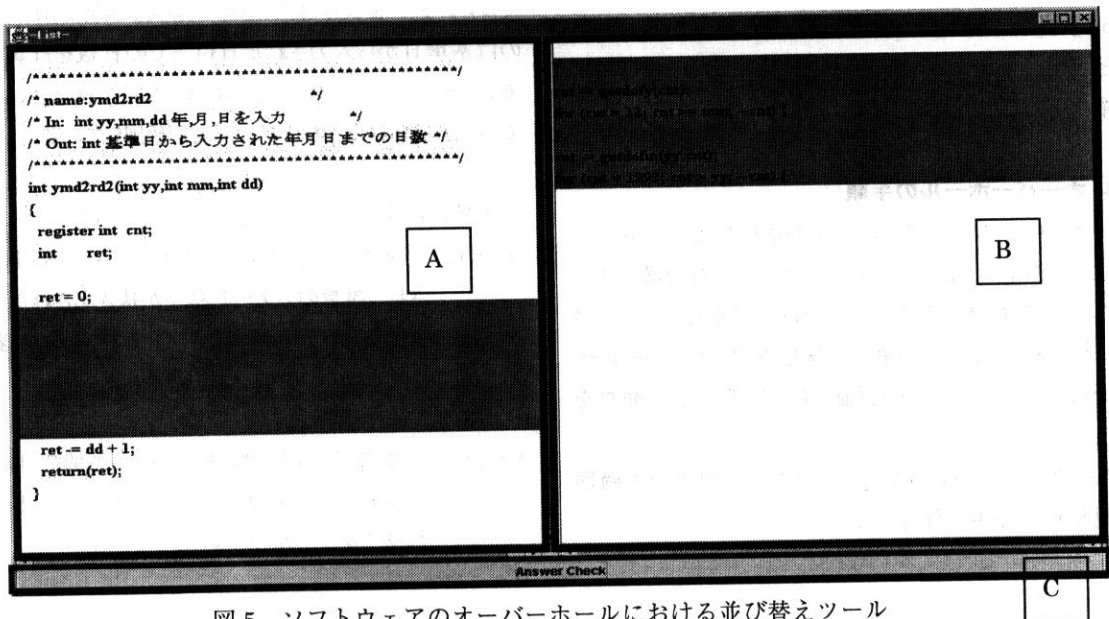 -List-
/**************************************************/
/* name:ymd2rd2 */
/* In: int yy,mm,dd 年,月,日を入力 */
/* Out: int 基準日から入力された年月日までの日数 */
/**************************************************/
int ymd2rd2(int yy,int mm,int dd)
{
register int cnt;
int ret;
ret = 0;
ret -= dd + 1;
return(ret);
}
A
B
Answer Check
C
図5 ソフトウェアのオーバーホールにおける並び替えツール